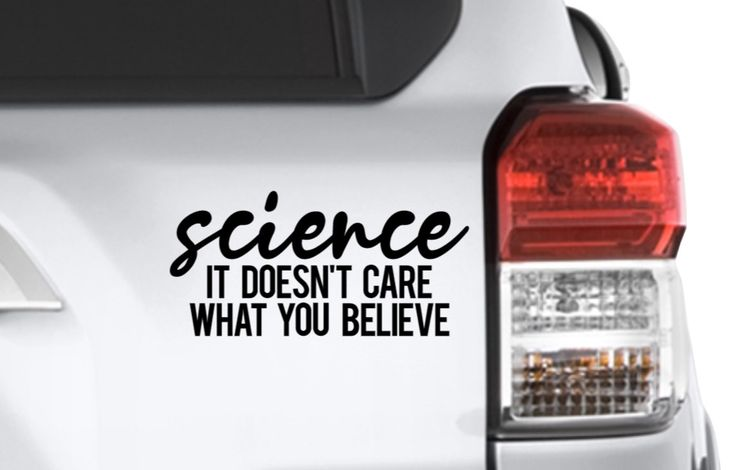 science
IT DOESN'T CARE
WHAT YOU BELIEVE